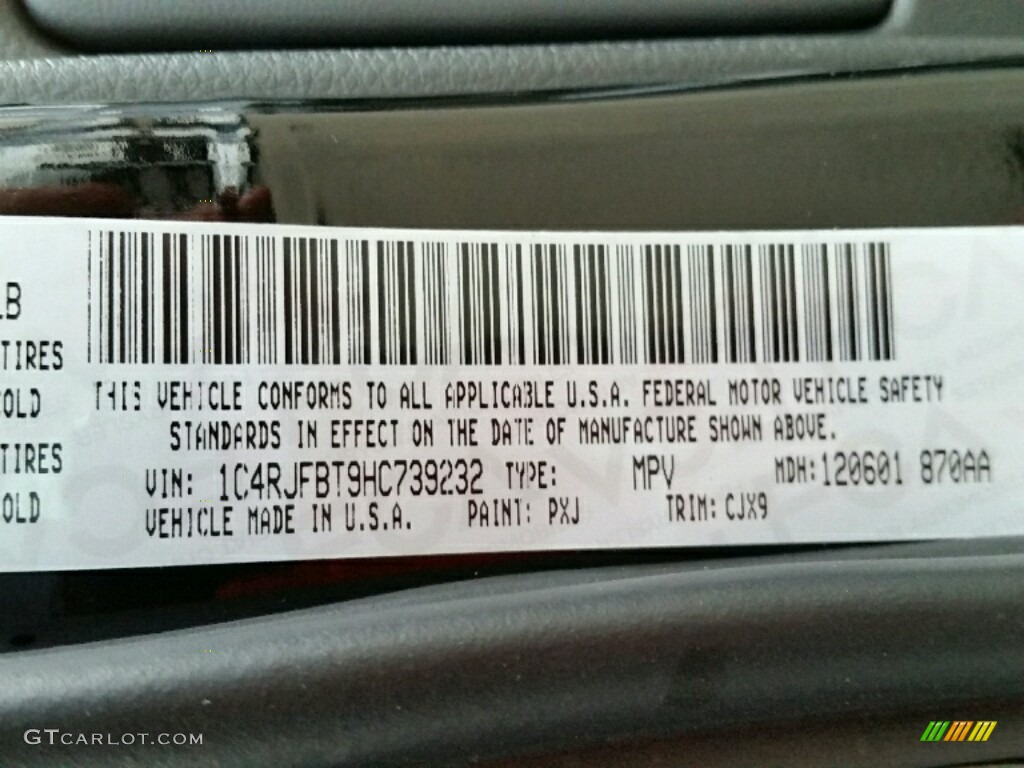 LB
TIRES
COLD
TIRES
COLD
THIS VEHICLE CONFORMS TO ALL APPLICABLE U.S.A. FEDERAL MOTOR VEHICLE SAFETY
STANDARDS IN EFFECT ON THE DATE OF MANUFACTURE SHOWN ABOVE.
VIN: 1C4RJFBT9HC739232 TYPE: MPV MDH: 120601 870AA
VEHICLE MADE IN U.S.A. PAINT: PXJ TRIM: CJX9
GTCARLOT.COM